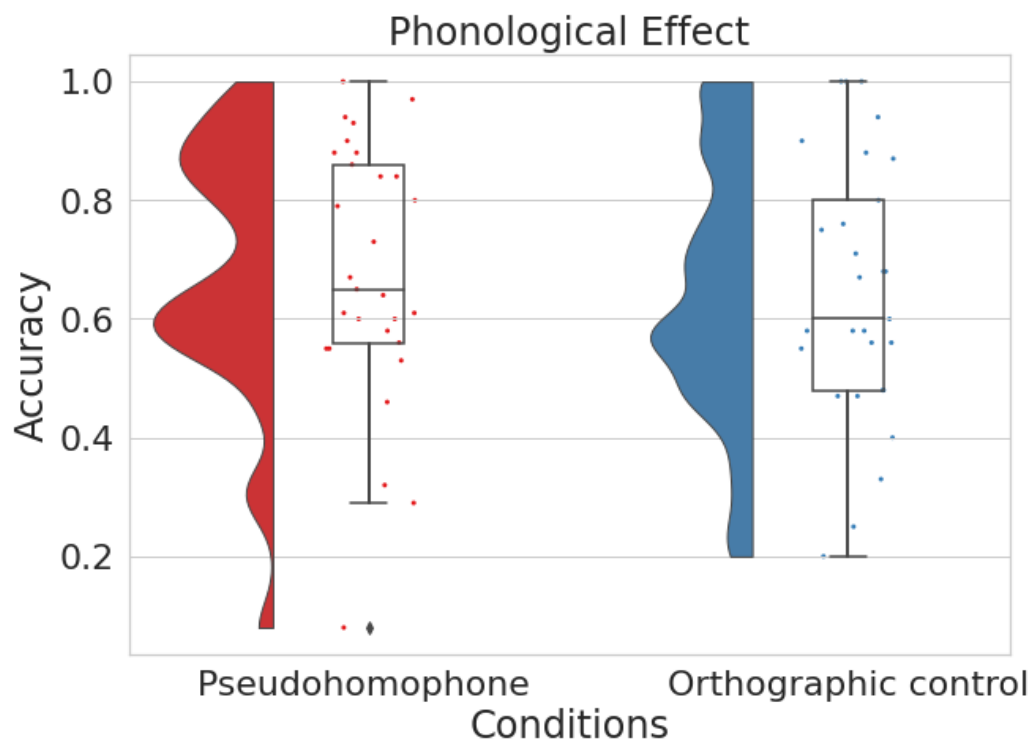 Phonological Effect
Accuracy
1.0
0.8
0.6
0.4
0.2
Pseudohomophone Orthographic control
Conditions